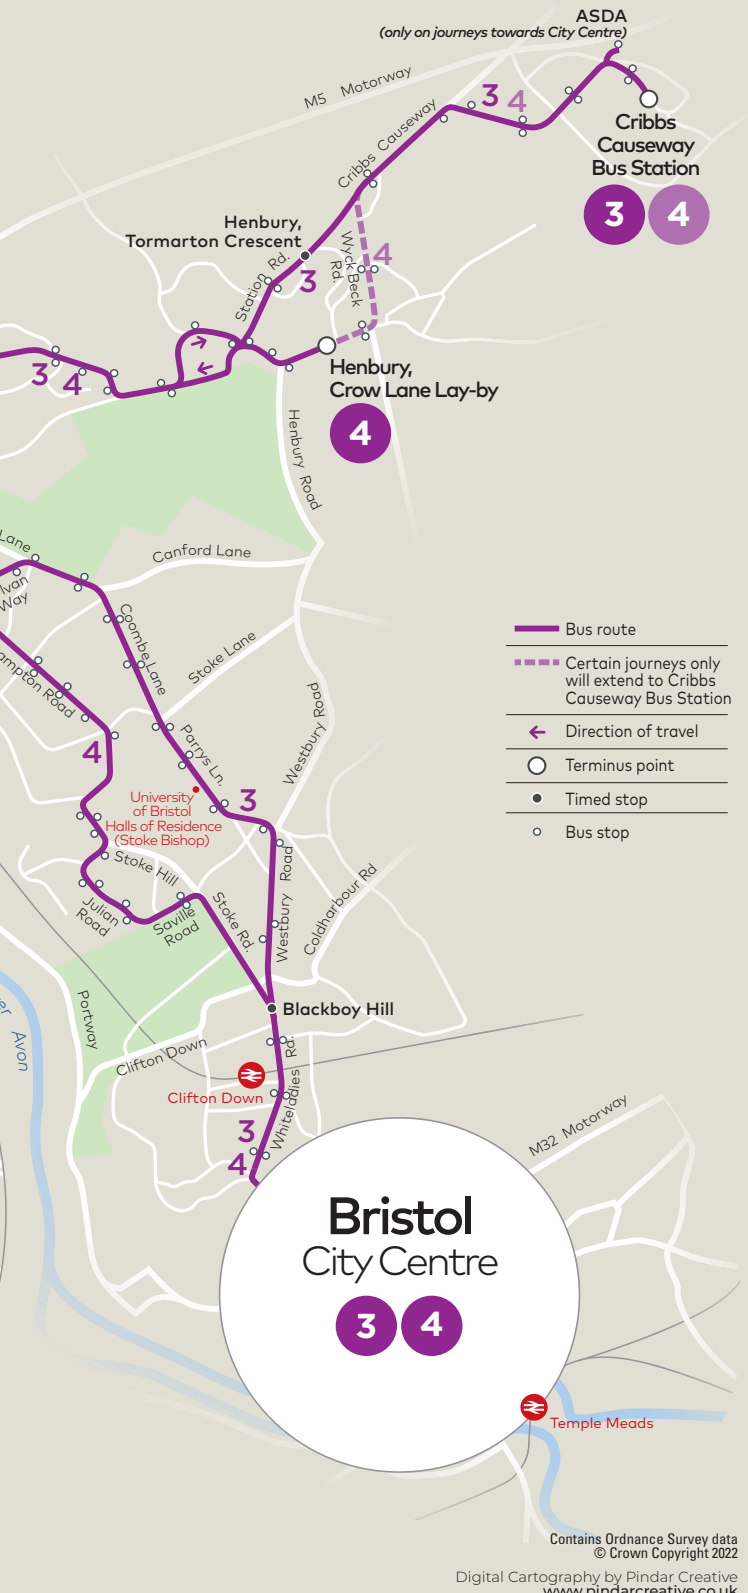 ASDA
(only on journeys towards City Centre)
M5 Motorway
3 4
Cribbs Causeway
Cribbs
Causeway
Bus Station
3 4
Henbury,
Tormarton Crescent
Wyck Beck
Rd.
4
Station Rd.
3
3 4
Henbury,
Crow Lane Lay-by
4
Henbury Road
Lane
Canford Lane
Way
Coombe Lane
Stoke Lane
Bus route
Certain journeys only
will extend to Cribbs
Causeway Bus Station
Direction of travel
Terminus point
Timed stop
Bus stop
Road
Westbury Road
4
Parrys Ln.
3
University
of Bristol
Halls of Residence
(Stoke Bishop)
Stoke Hill
Julian
Road
Saville
Road
Stoke Rd.
Westbury Road
Coldharbour Rd
Portway
Avon
Blackboy Hill
Clifton Down
Clifton Down
Whiteladies Rd.
3
4
M32 Motorway
Bristol
City Centre
3 4
Temple Meads
Contains Ordnance Survey data
© Crown Copyright 2022
Digital Cartography by Pindar Creative
www.pindarcreative.co.uk